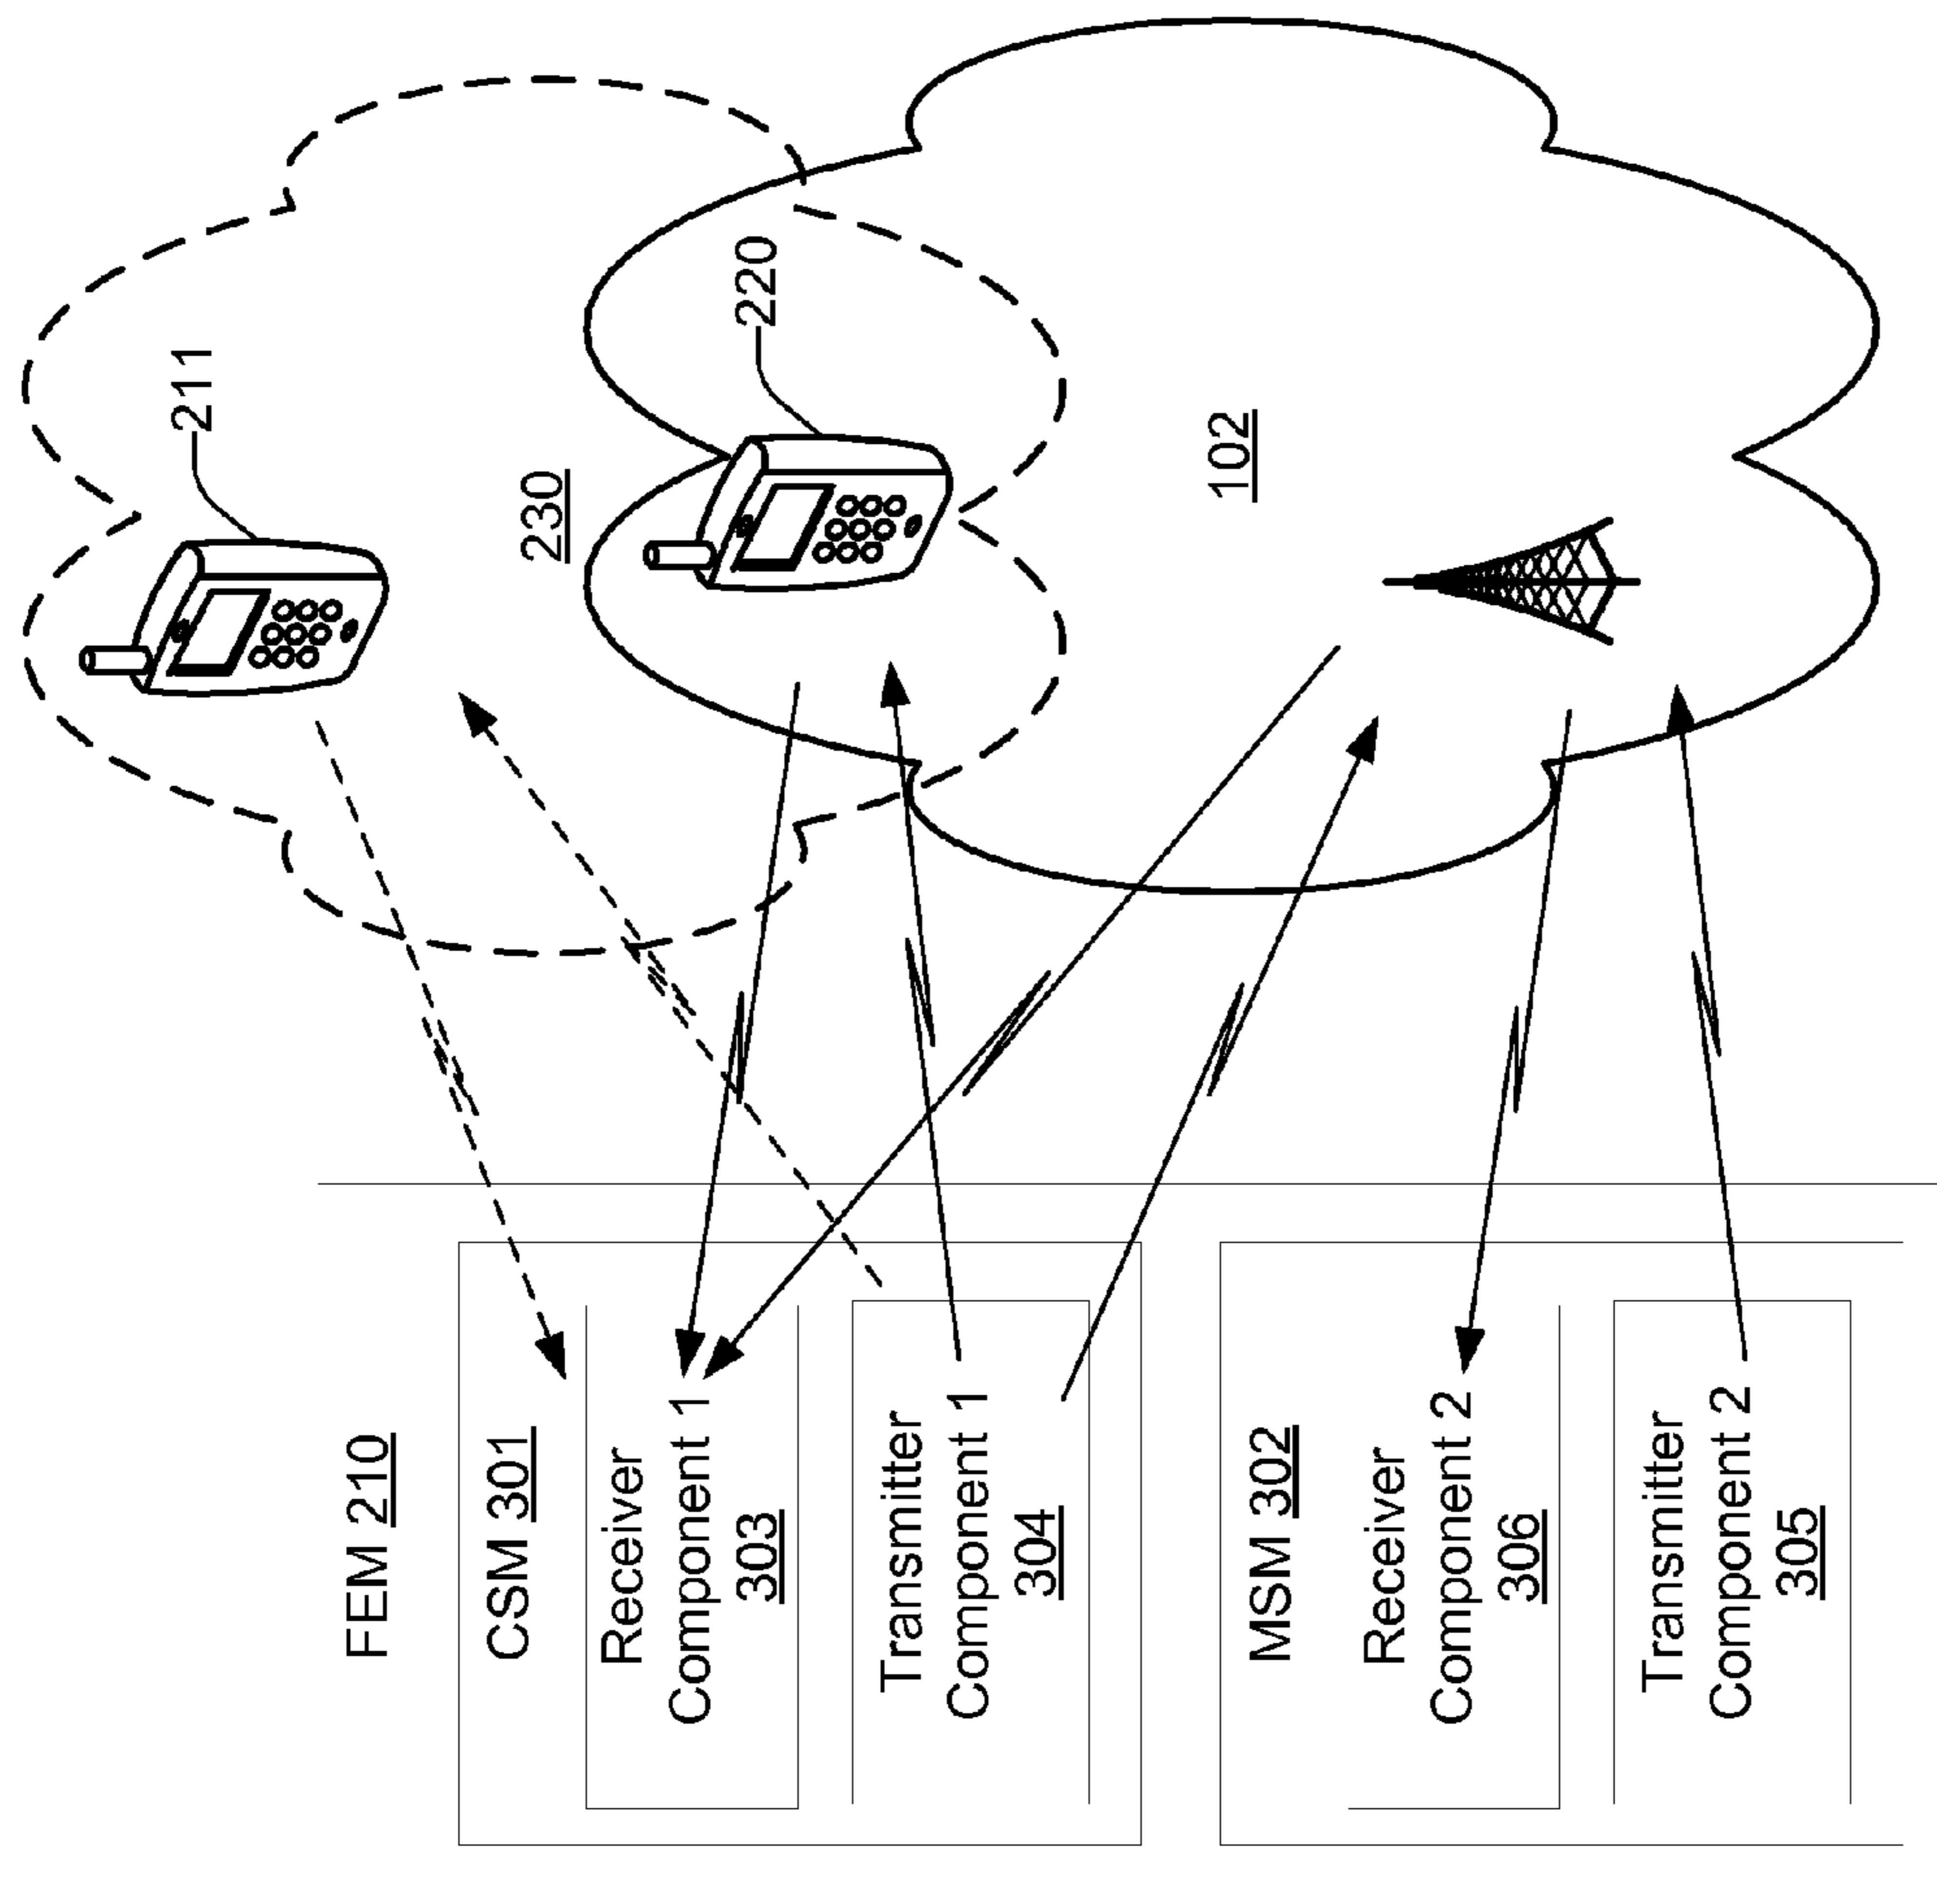 FEM 210
CSM 301
Receiver
Component 1
303
Transmitter
Component 1
304
MSM 302
Receiver
Component 2
306
Transmitter
Component 2
305
211
230
220
102